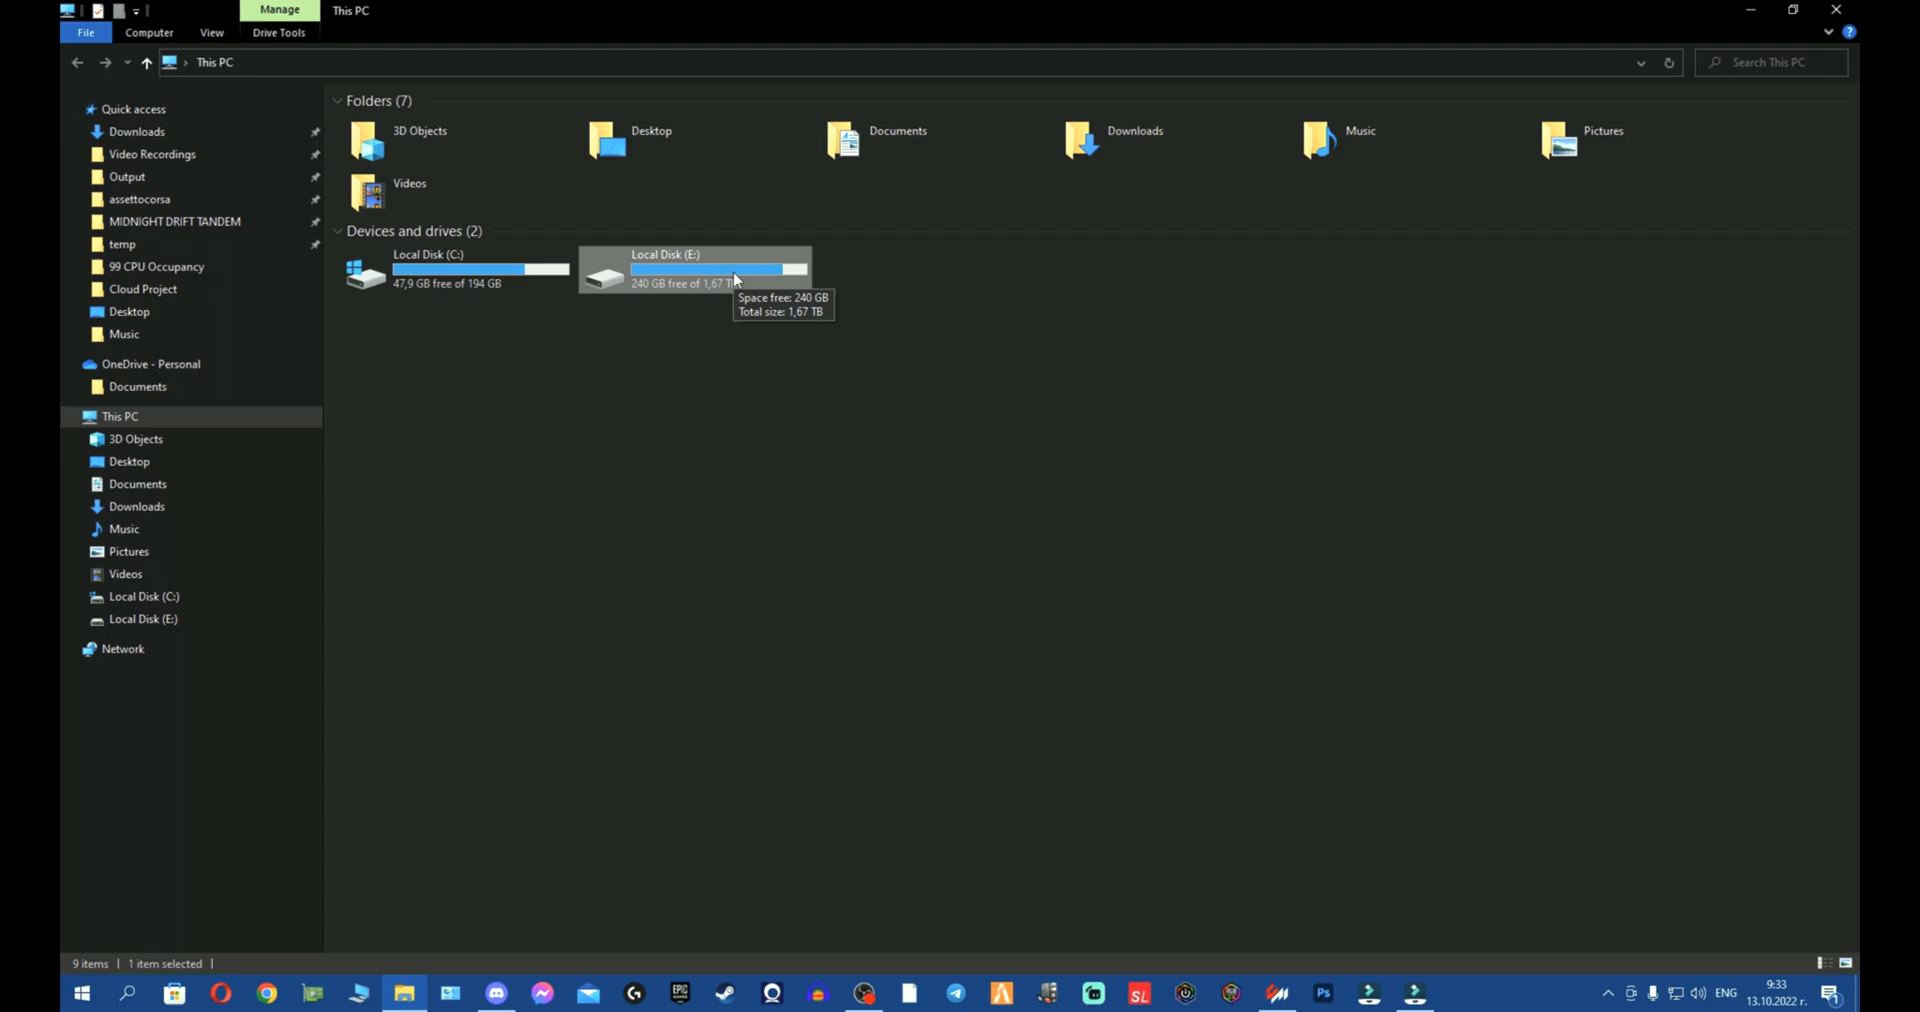 Manage
This PC
File
Computer
View
Drive Tools
This PC
Search This PC
Quick access
Downloads
Video Recordings
Output
assettocorsa
MIDNIGHT DRIFT TANDEM
temp
99 CPU Occupancy
Cloud Project
Desktop
Music
OneDrive - Personal
Documents
This PC
3D Objects
Desktop
Documents
Downloads
Music
Pictures
Videos
Local Disk (C:)
Local Disk (E:)
Network
Folders (7)
3D Objects
Desktop
Documents
Downloads
Music
Pictures
Videos
Devices and drives (2)
Local Disk (C:)
47,9 GB free of 194 GB
Local Disk (E:)
240 GB free of 1,67 T
Space free: 240 GB
Total size: 1,67 TB
9 items
1 item selected
EPIC GAMES
SL
Ps
ENG
9:33
13.10.2022 г.
1